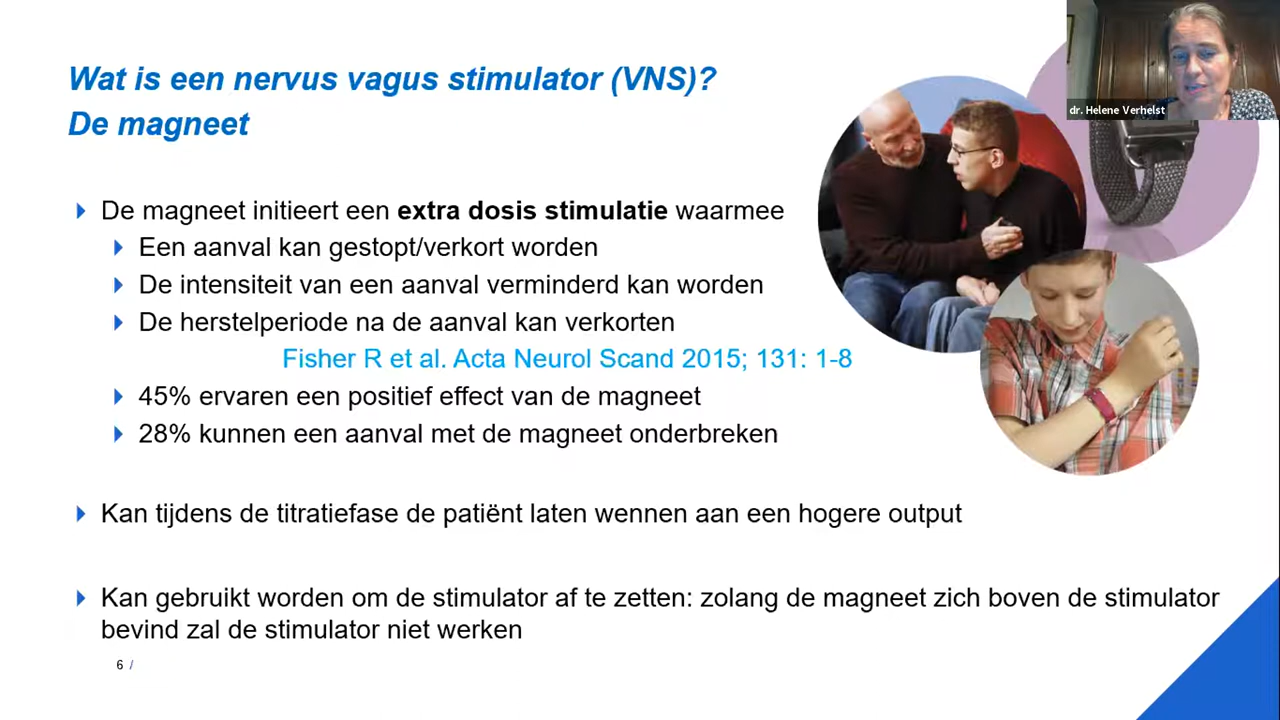 dr. Helene Verhelst
Wat is een nervus vagus stimulator (VNS)?
De magneet
De magneet initieert een extra dosis stimulatie waarmee
Een aanval kan gestopt/verkort worden
De intensiteit van een aanval verminderd kan worden
De herstelperiode na de aanval kan verkorten
Fisher R et al. Acta Neurol Scand 2015; 131: 1-8
45% ervaren een positief effect van de magneet
28% kunnen een aanval met de magneet onderbreken
Kan tijdens de titratiefase de patiënt laten wennen aan een hogere output
Kan gebruikt worden om de stimulator af te zetten: zolang de magneet zich boven de stimulator
bevind zal de stimulator niet werken
6 /